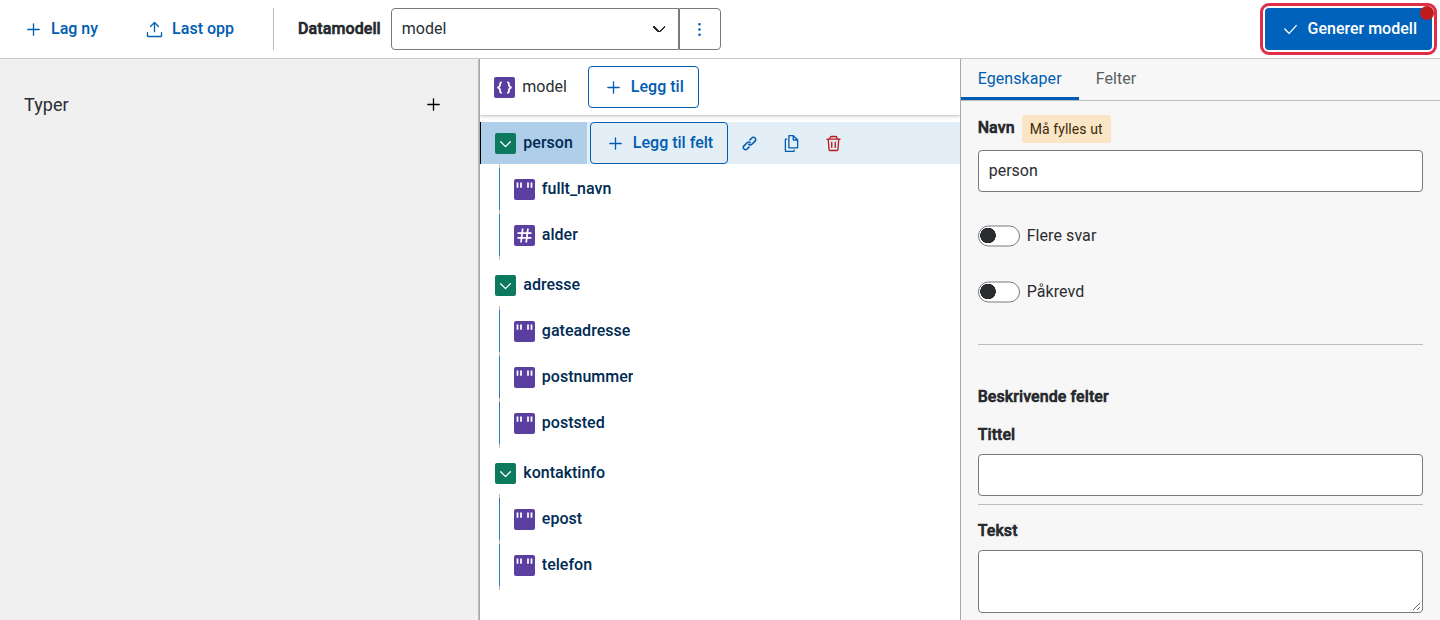 Lag ny
Last opp
Datamodell
model
Generer modell
Typer
model
Legg til
person
Legg til felt
fullt_navn
alder
adresse
gateadresse
postnummer
poststed
kontaktinfo
epost
telefon
Egenskaper
Felter
Navn
Må fylles ut
person
Flere svar
Påkrevd
Beskrivende felter
Tittel
Tekst